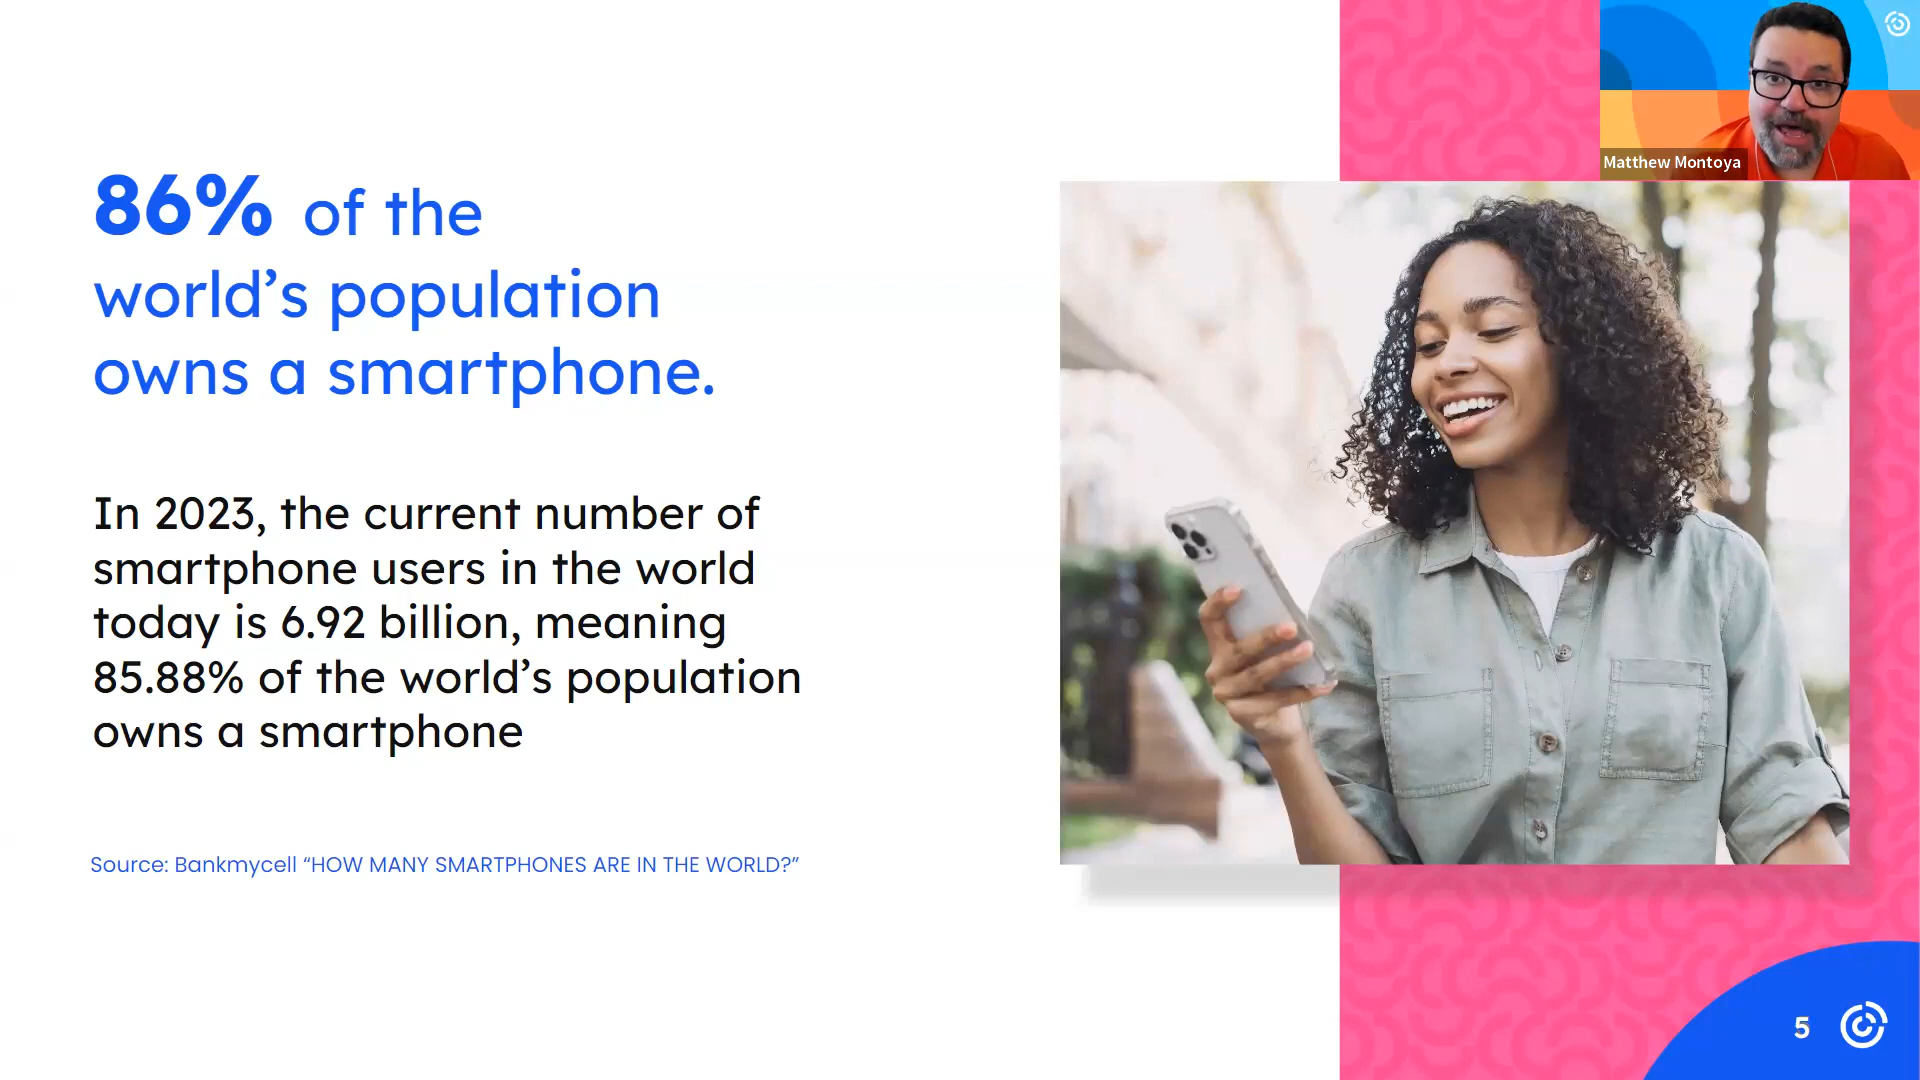 86% of the
world’s population
owns a smartphone.
In 2023, the current number of
smartphone users in the world
today is 6.92 billion, meaning
85.88% of the world’s population
owns a smartphone
Source: Bankmycell “HOW MANY SMARTPHONES ARE IN THE WORLD?”
Matthew Montoya
5